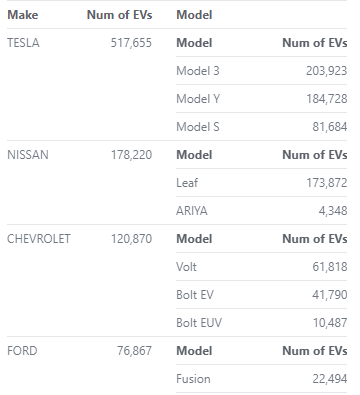 Make Num of EVs Model
TESLA 517,655 Model Num of EVs
Model 3 203,923
Model Y 184,728
Model S 81,684
NISSAN 178,220 Model Num of EVs
Leaf 173,872
ARIYA 4,348
CHEVROLET 120,870 Model Num of EVs
Volt 61,818
Bolt EV 41,790
Bolt EUV 10,487
FORD 76,867 Model Num of EVs
Fusion 22,494